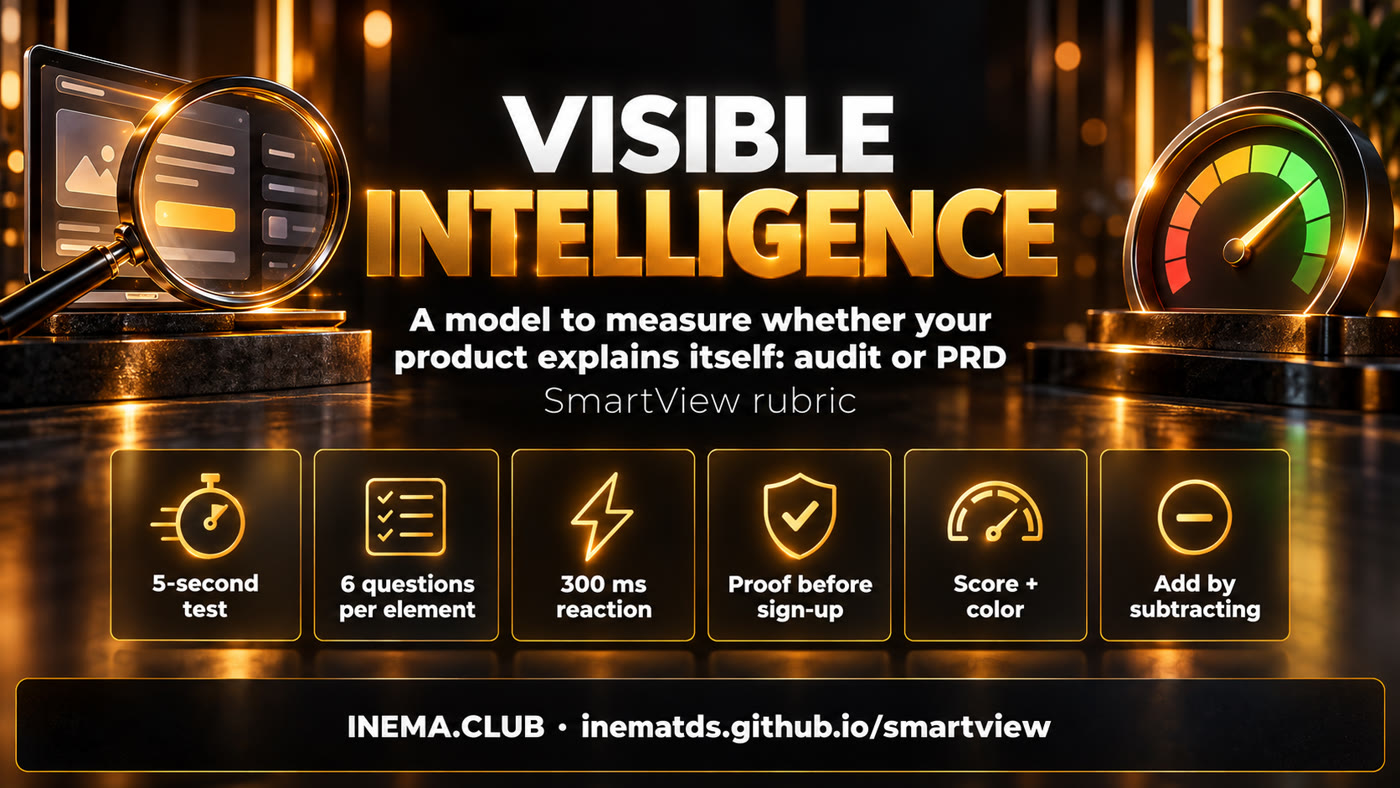 VISIBLE
INTELLIGENCE
A model to measure whether your
product explains itself: audit or PRD
SmartView rubric
5-second
test
6 questions
per element
300 ms
reaction
Proof before
sign-up
Score +
color
Add by
subtracting
INEMA.CLUB • inematds.github.io/smartview